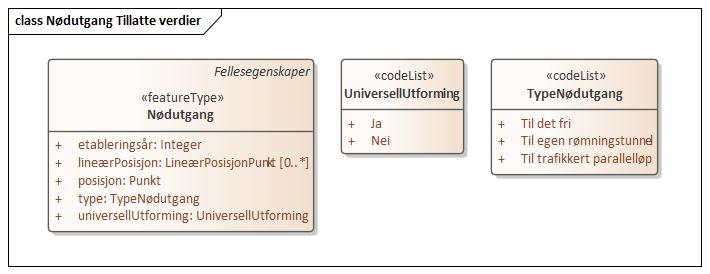 class Nødutgang Tillatte verdier
Fellesegenskaper
«featureType»
Nødutgang
+ etableringsår: Integer
+ lineærPosisjon: LineærPosisjonPunkt [0..*]
+ posisjon: Punkt
+ type: TypeNødutgang
+ universellUtforming: UniversellUtforming
«codeList»
UniversellUtforming
+ Ja
+ Nei
«codeList»
TypeNødutgang
+ Til det fri
+ Til egen rømningstunnel
+ Til trafikkert parallelløp